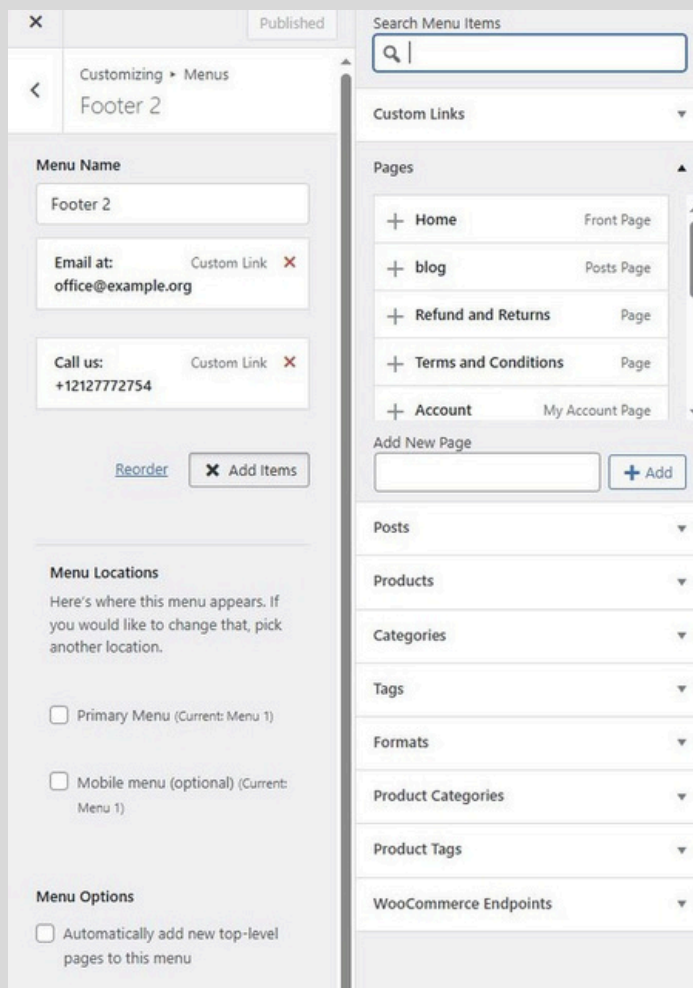 Published
Customizing ▸ Menus
Footer 2
Menu Name
Footer 2
Email at:
office@example.org
Custom Link
Call us:
+12127772754
Custom Link
Reorder
Add Items
Menu Locations
Here's where this menu appears. If
you would like to change that, pick
another location.
Primary Menu (Current: Menu 1)
Mobile menu (optional) (Current:
Menu 1)
Menu Options
Automatically add new top-level
pages to this menu
Search Menu Items
Custom Links
Pages
Home Front Page
blog Posts Page
Refund and Returns Page
Terms and Conditions Page
Account My Account Page
Add New Page
Add
Posts
Products
Categories
Tags
Formats
Product Categories
Product Tags
WooCommerce Endpoints